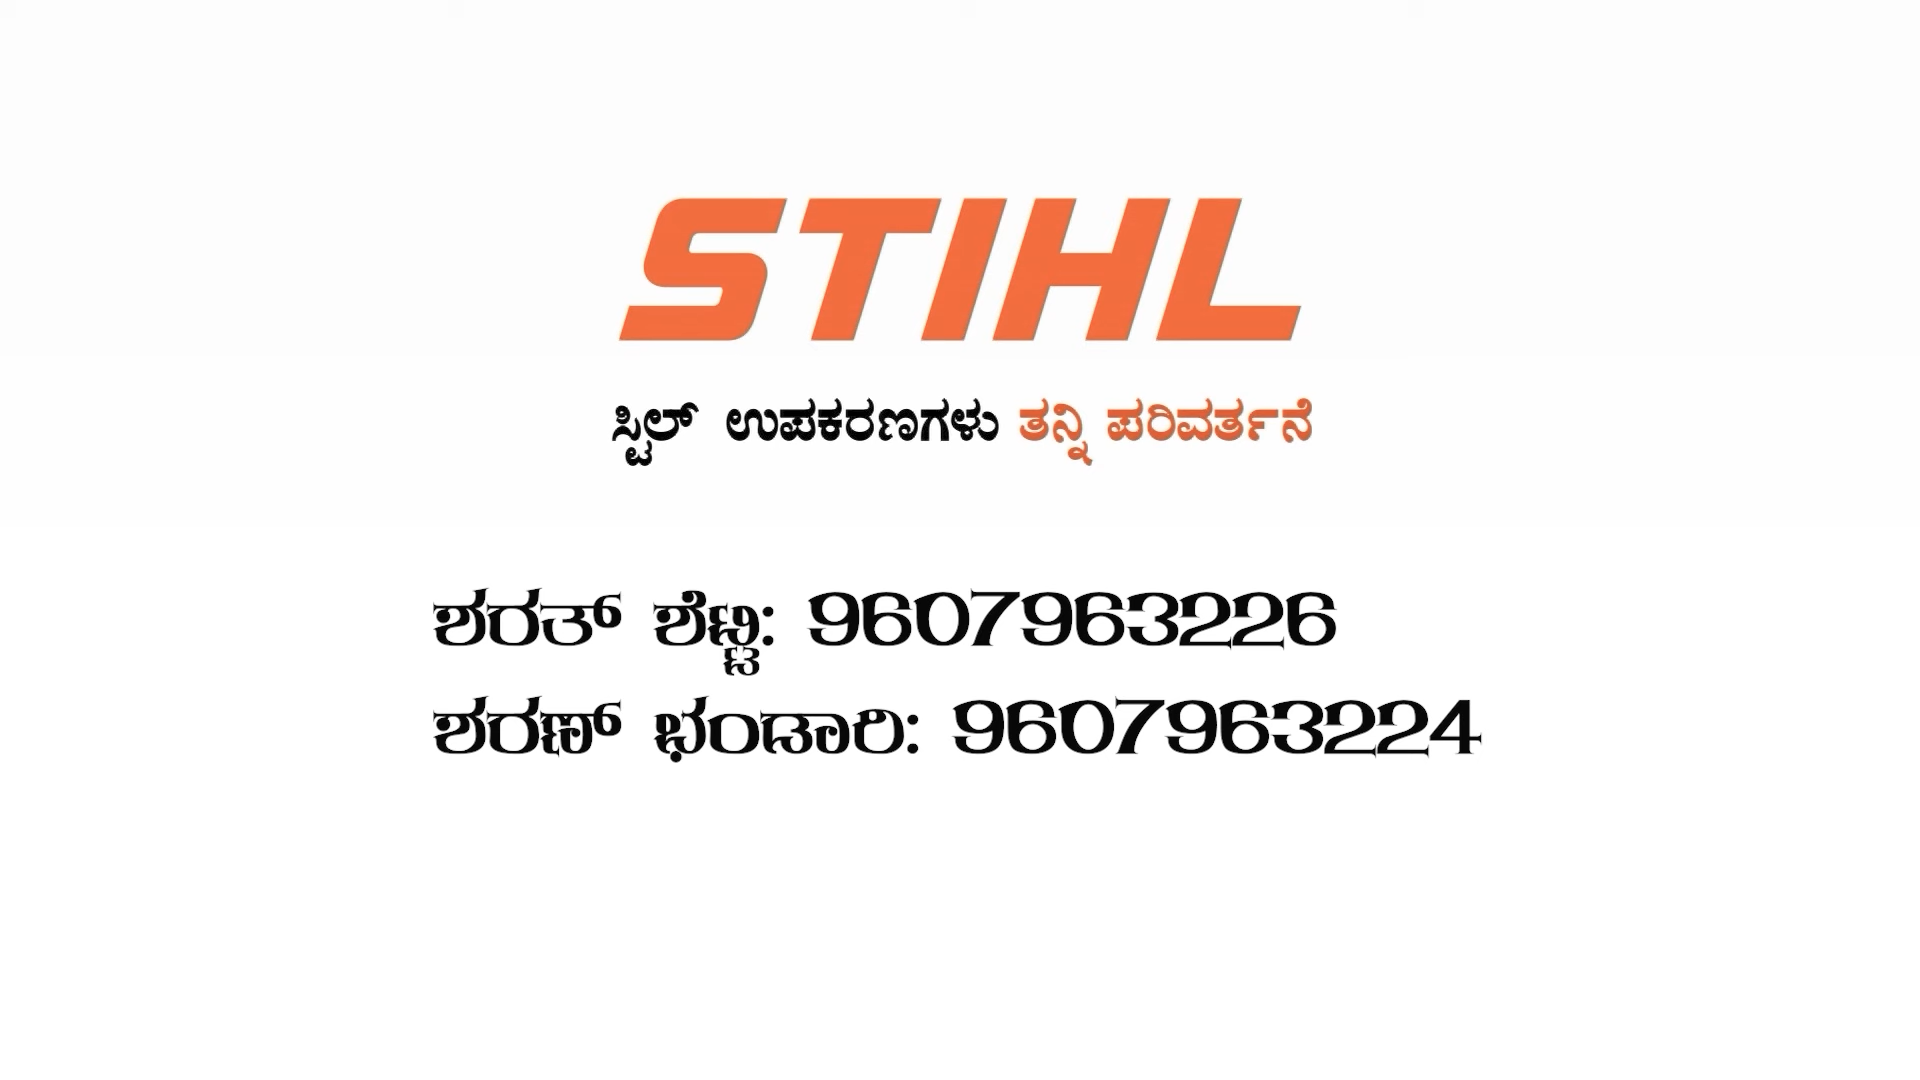 STIHL
ಸ್ಟಿಲ್ ಉಪಕರಣಗಳು ತನ್ನಿ ಪರಿವರ್ತನೆ
ಶರತ್ ಶೆಟ್ಟಿ: 9607963226
ಶರಣ್ ಭಂಡಾರಿ: 9607963224